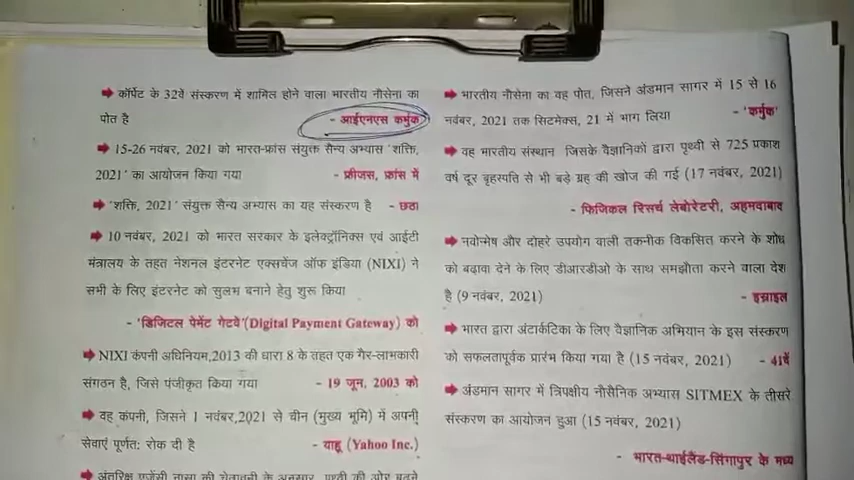 ➡ कॉर्पेट के 32वें संस्करण में शामिल होने वाला भारतीय नौसेना का
पोत है - आईएनएस कर्मुक
➡ 15-26 नवंबर, 2021 को भारत-फ्रांस संयुक्त सैन्य अभ्यास 'शक्ति,
2021' का आयोजन किया गया - फ्रीजस, फ्रांस में
➡ 'शक्ति, 2021' संयुक्त सैन्य अभ्यास का यह संस्करण है - छठा
➡ 10 नवंबर, 2021 को भारत सरकार के इलेक्ट्रॉनिक्स एवं आईटी
मंत्रालय के तहत नेशनल इंटरनेट एक्सचेंज ऑफ इंडिया (NIXI) ने
सभी के लिए इंटरनेट को सुलभ बनाने हेतु शुरू किया
- 'डिजिटल पेमेंट गेटवे'(Digital Payment Gateway) को
➡ NIXI कंपनी अधिनियम,2013 की धारा 8 के तहत एक गैर-लाभकारी
संगठन है, जिसे पंजीकृत किया गया - 19 जून, 2003 को
➡ वह कंपनी, जिसने 1 नवंबर,2021 से चीन (मुख्य भूमि) में अपनी
सेवाएं पूर्णत: रोक दी है - याहू (Yahoo Inc.)
➡ अंतरिक्ष एजेंसी नासा की चेतावनी के अनुसार, पृथ्वी की ओर बढ़ने
➡ भारतीय नौसेना का वह पोत, जिसने अंडमान सागर में 15 से 16
नवंबर, 2021 तक सिटमेक्स, 21 में भाग लिया - 'कर्मुक'
➡ वह भारतीय संस्थान जिसके वैज्ञानिकों द्वारा पृथ्वी से 725 प्रकाश
वर्ष दूर बृहस्पति से भी बड़े ग्रह की खोज की गई (17 नवंबर, 2021)
- फिजिकल रिसर्च लेबोरेटरी, अहमदाबाद
➡ नवोन्मेष और दोहरे उपयोग वाली तकनीक विकसित करने के शोध
को बढ़ावा देने के लिए डीआरडीओ के साथ समझौता करने वाला देश
है (9 नवंबर, 2021) - इस्राइल
➡ भारत द्वारा अंटार्कटिका के लिए वैज्ञानिक अभियान के इस संस्करण
को सफलतापूर्वक प्रारंभ किया गया है (15 नवंबर, 2021) - 41वें
➡ अंडमान सागर में त्रिपक्षीय नौसैनिक अभ्यास SITMEX के तीसरे
संस्करण का आयोजन हुआ (15 नवंबर, 2021)
- भारत-थाईलैंड-सिंगापुर के मध्य